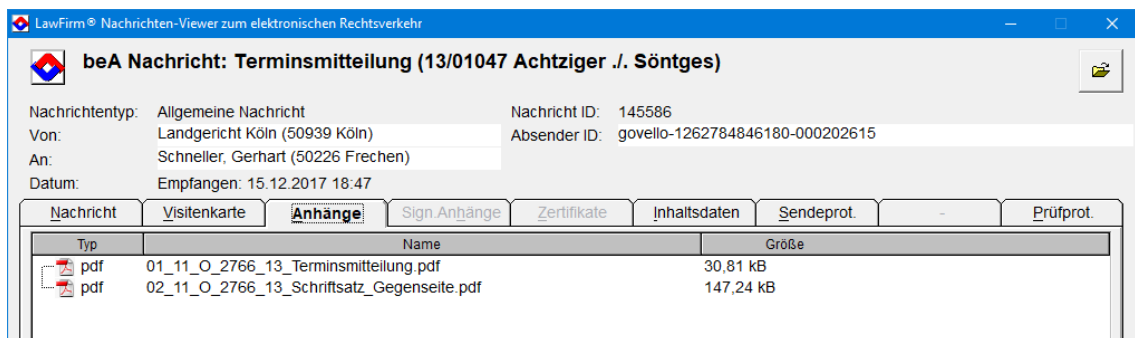 LawFirm® Nachrichten-Viewer zum elektronischen Rechtsverkehr
beA Nachricht: Terminsmitteilung (13/01047 Achtziger ./. Söntges)
Nachrichtentyp: Allgemeine Nachricht Nachricht ID: 145586
Von: Landgericht Köln (50939 Köln) Absender ID: govello-1262784846180-000202615
An: Schneller, Gerhart (50226 Frechen)
Datum: Empfangen: 15.12.2017 18:47
Nachricht Visitenkarte Anhänge Sign.Anhänge Zertifikate Inhaltsdaten Sendeprot. - Prüfprot.
Typ Name Größe
pdf 01_11_O_2766_13_Terminsmitteilung.pdf 30,81 kB
pdf 02_11_O_2766_13_Schriftsatz_Gegenseite.pdf 147,24 kB